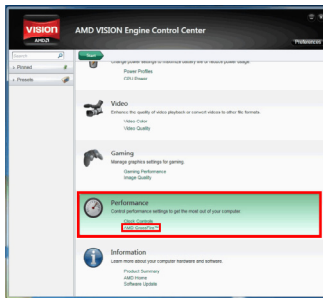 VISION
AMD
AMD VISION Engine Control Center
Preferences
Search
Start
Pinned
Presets
Change power settings to maximize battery life or reduce power usage.
Power Profiles
CPU Power
Video
Enhance the quality of video playback or convert videos to other file formats.
Video Color
Video Quality
Gaming
Manage graphics settings for gaming.
Gaming Performance
Image Quality
Performance
Control performance settings to get the most out of your computer.
Clock Controls
AMD CrossFire™
Information
Learn more about your computer hardware and software.
Product Summary
AMD Home
Software Update